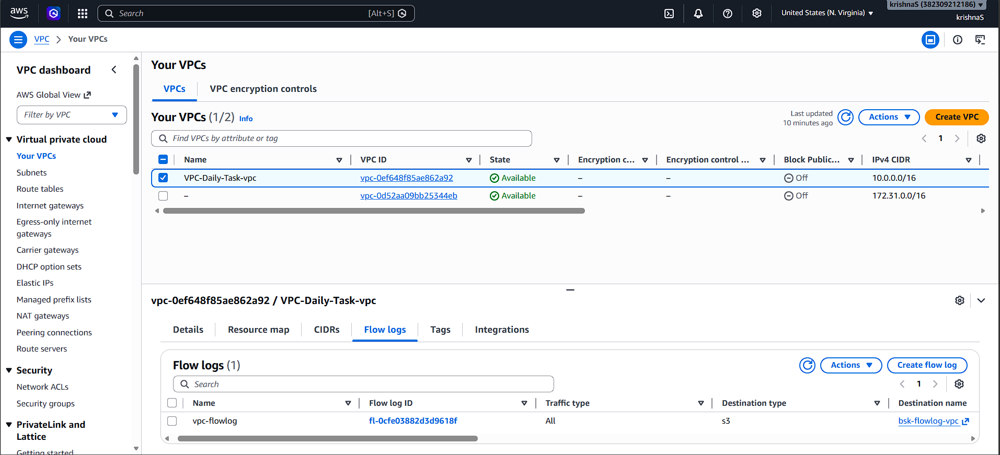 aws
Search
[Alt+S]
United States (N. Virginia)
krishnaS (382309212186)
krishnaS
VPC
Your VPCs
VPC dashboard
AWS Global View
Filter by VPC
Virtual private cloud
Your VPCs
Subnets
Route tables
Internet gateways
Egress-only internet
gateways
Carrier gateways
DHCP option sets
Elastic IPs
Managed prefix lists
NAT gateways
Peering connections
Route servers
Security
Network ACLs
Security groups
PrivateLink and
Lattice
Getting started
Your VPCs
VPCs
VPC encryption controls
Your VPCs (1/2) Info
Last updated
10 minutes ago
Actions
Create VPC
Find VPCs by attribute or tag
1
Name VPC ID State Encryption c... Encryption control ... Block Public... IPv4 CIDR
VPC-Daily-Task-vpc vpc-0ef648f85ae862a92 Available – – Off 10.0.0.0/16
– vpc-0d52aa09bb25344eb Available – – Off 172.31.0.0/16
vpc-0ef648f85ae862a92 / VPC-Daily-Task-vpc
Details Resource map CIDRs Flow logs Tags Integrations
Flow logs (1)
Actions
Create flow log
Search
1
Name Flow log ID Traffic type Destination type Destination name
vpc-flowlog fl-0cfe03882d3d9618f All s3 bsk-flowlog-vpc